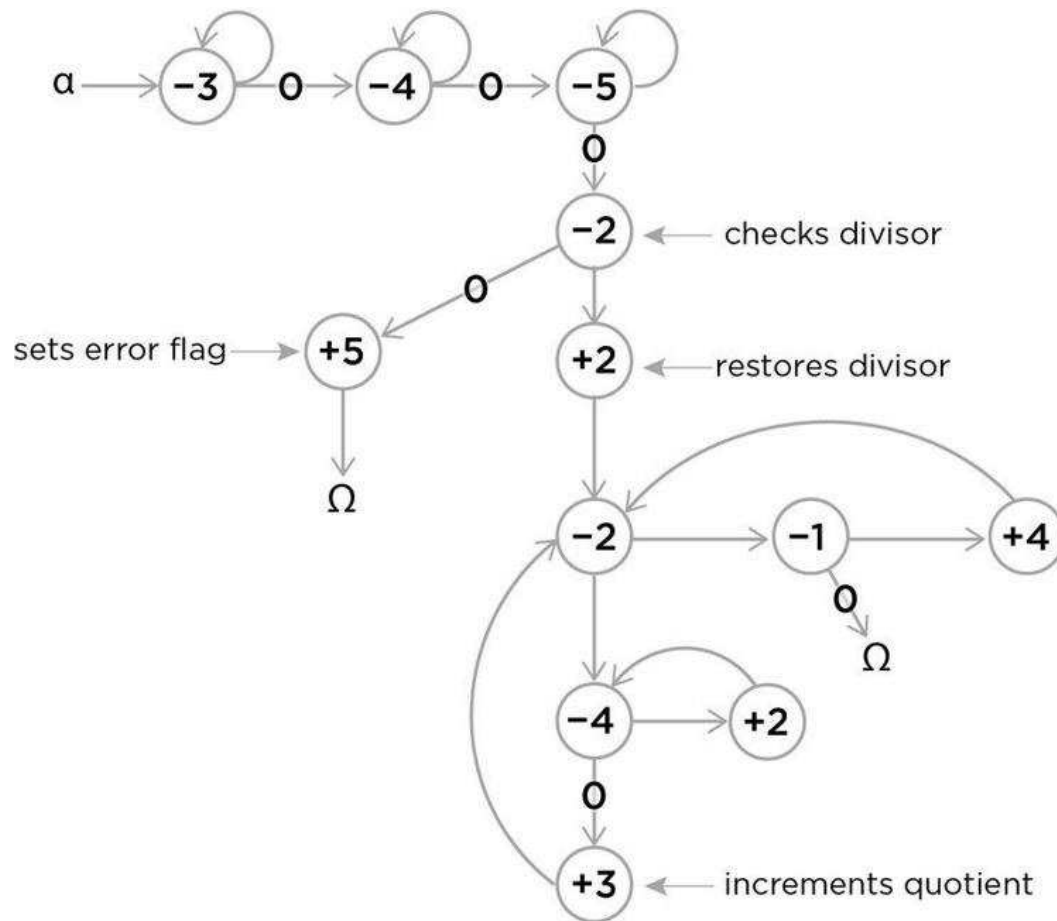 α −3 0 −4 0 −5
0
−2 checks divisor
0
sets error flag +5 +2 restores divisor
Ω
−2 −1 +4
0
Ω
−4 +2
0
+3 increments quotient